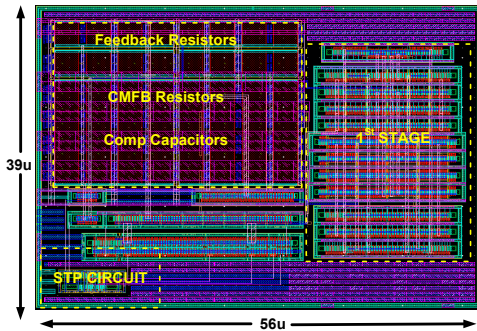 Feedback Resistors
CMFB Resistors
Comp Capacitors
1St STAGE
39u
STP CIRCUIT
56u